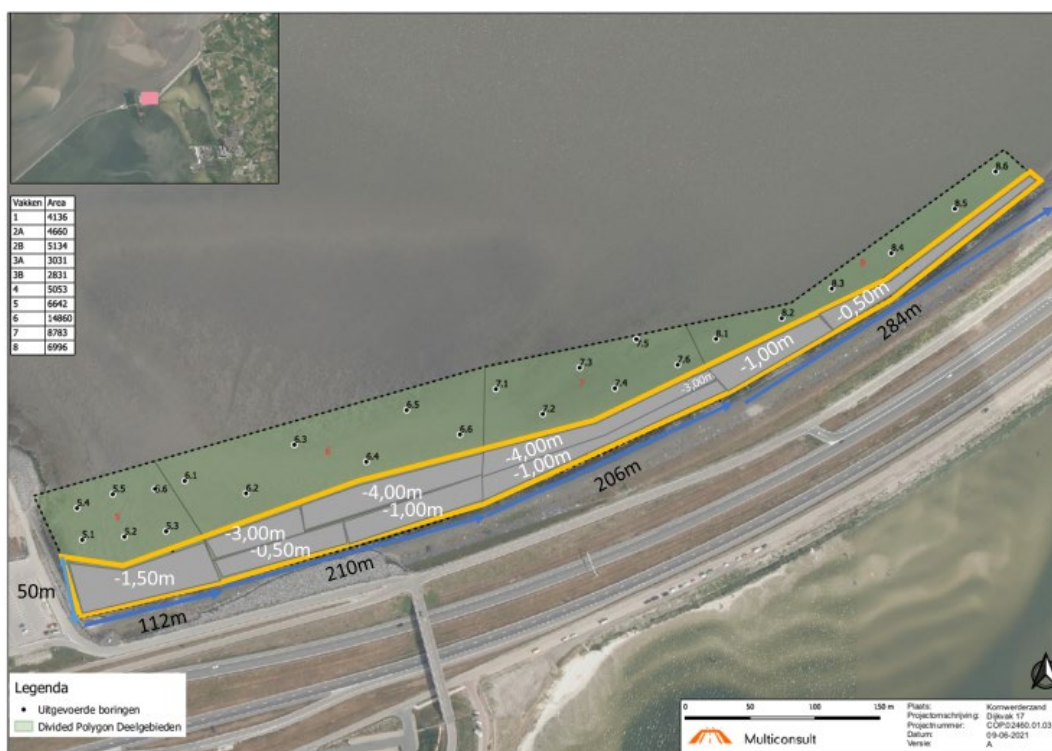 Vakken Area
1 4136
2A 4660
2B 5134
3A 3031
3B 2831
4 5053
5 6642
6 14860
7 8783
8 6996
8.6
8.5
8.4
8
8.3
8.2
-0,50m
284m
7.5
8.1
-1,00m
7.3
7.6
-3,00m
7.1
7
7.4
6.5
7.2
6.6
-4,00m
-1,00m
206m
6.3
6
6.4
6.1
6.2
-4,00m
-1,00m
5.5
5.6
5.4
5
5.3
5.2
5.1
-3,00m
-0,50m
210m
-1,50m
50m
112m
Legenda
Uitgevoerde boringen
Divided Polygon Deelgebieden
0 50 100 150 m
Multiconsult
Plaats: Kornwerderzand
Projectomschrijving: Dijkvak 17
Projectnummer: COP.02460.01.03
Datum: 09-06-2021
Versie: A